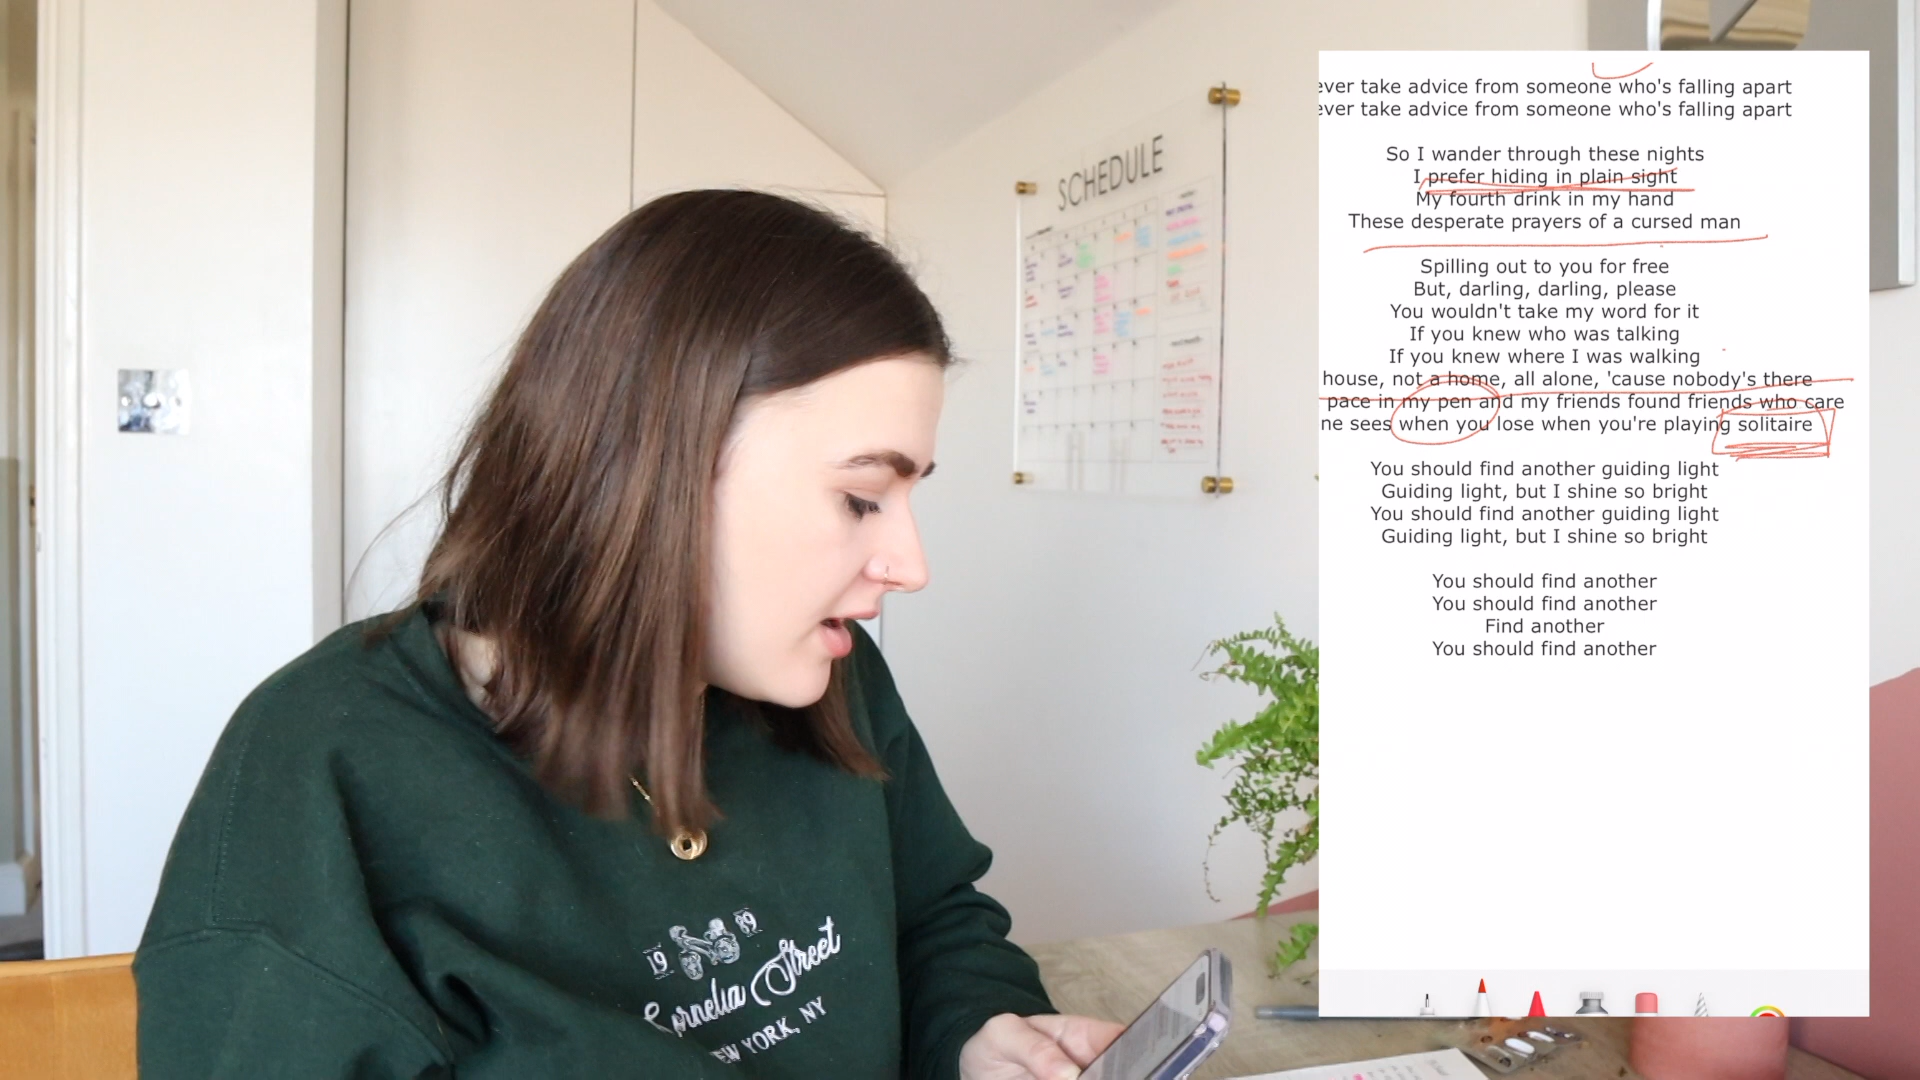 SCHEDULE
19 89
Cornelia Street
NEW YORK, NY
ever take advice from someone who's falling apart
ever take advice from someone who's falling apart
So I wander through these nights
I prefer hiding in plain sight
My fourth drink in my hand
These desperate prayers of a cursed man
Spilling out to you for free
But, darling, darling, please
You wouldn't take my word for it
If you knew who was talking
If you knew where I was walking
house, not a home, all alone, 'cause nobody's there
pace in my pen and my friends found friends who care
ne sees when you lose when you're playing solitaire
You should find another guiding light
Guiding light, but I shine so bright
You should find another guiding light
Guiding light, but I shine so bright
You should find another
You should find another
Find another
You should find another